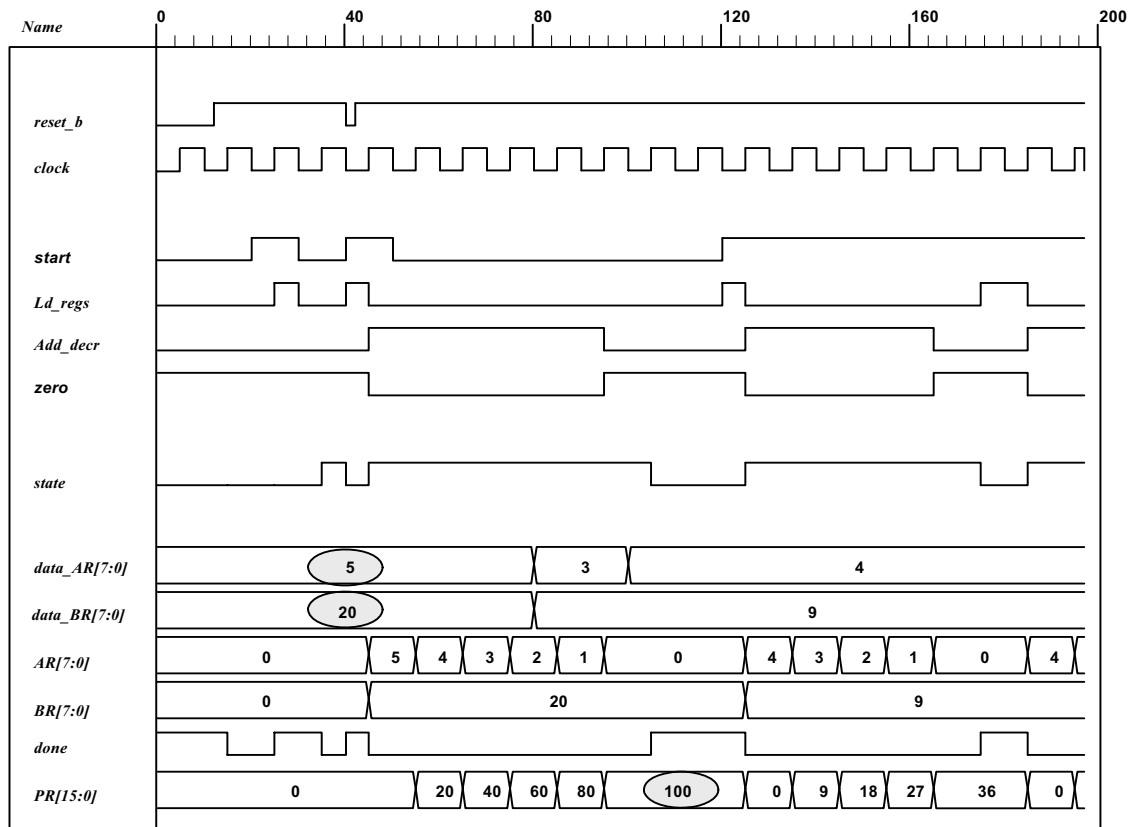 Name 0 40 80 120 160 200
reset_b
clock
start
Ld_regs
Add_decr
zero
state
data_AR[7:0] 5 3 4
data_BR[7:0] 20 9
AR[7:0] 0 5 4 3 2 1 0 4 3 2 1 0 4
BR[7:0] 0 20 9
done
PR[15:0] 0 20 40 60 80 100 0 9 18 27 36 0